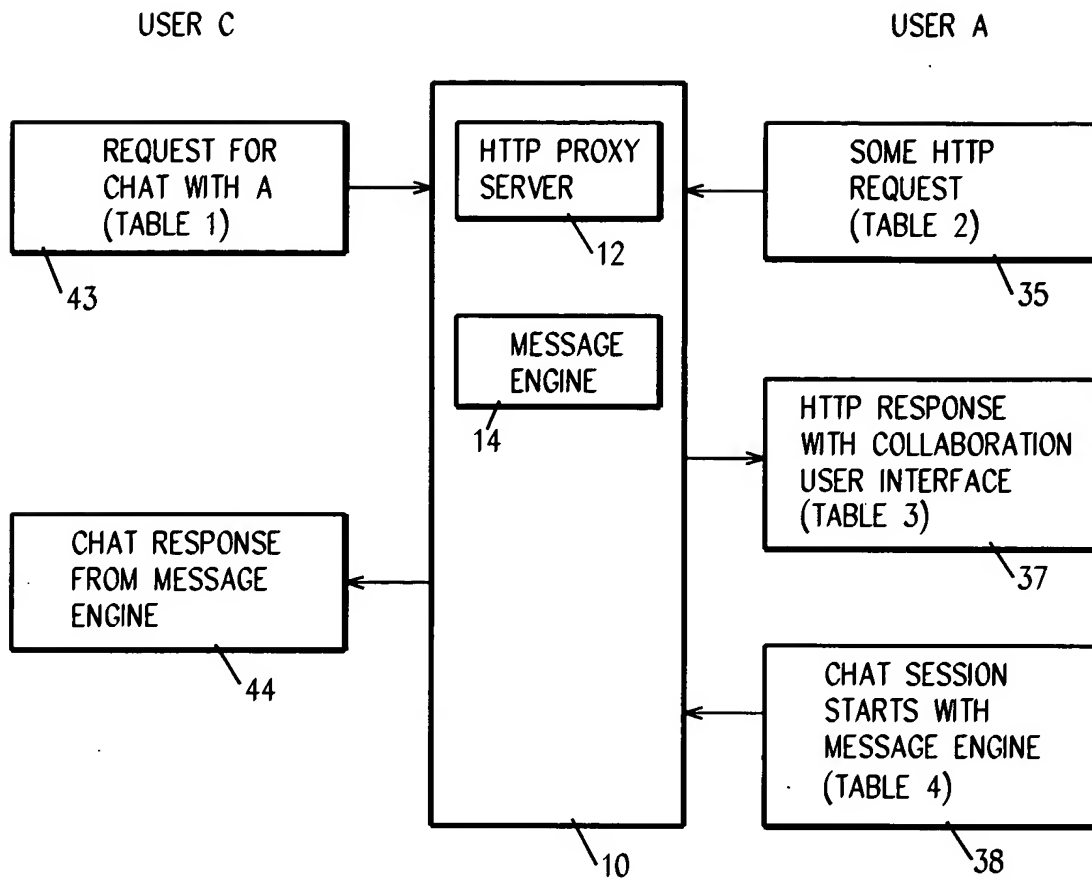 USER C
USER A
REQUEST FOR
CHAT WITH A
(TABLE 1)
43
HTTP PROXY
SERVER
12
SOME HTTP
REQUEST
(TABLE 2)
35
MESSAGE
ENGINE
14
HTTP RESPONSE
WITH COLLABORATION
USER INTERFACE
(TABLE 3)
37
CHAT RESPONSE
FROM MESSAGE
ENGINE
44
CHAT SESSION
STARTS WITH
MESSAGE ENGINE
(TABLE 4)
38
10